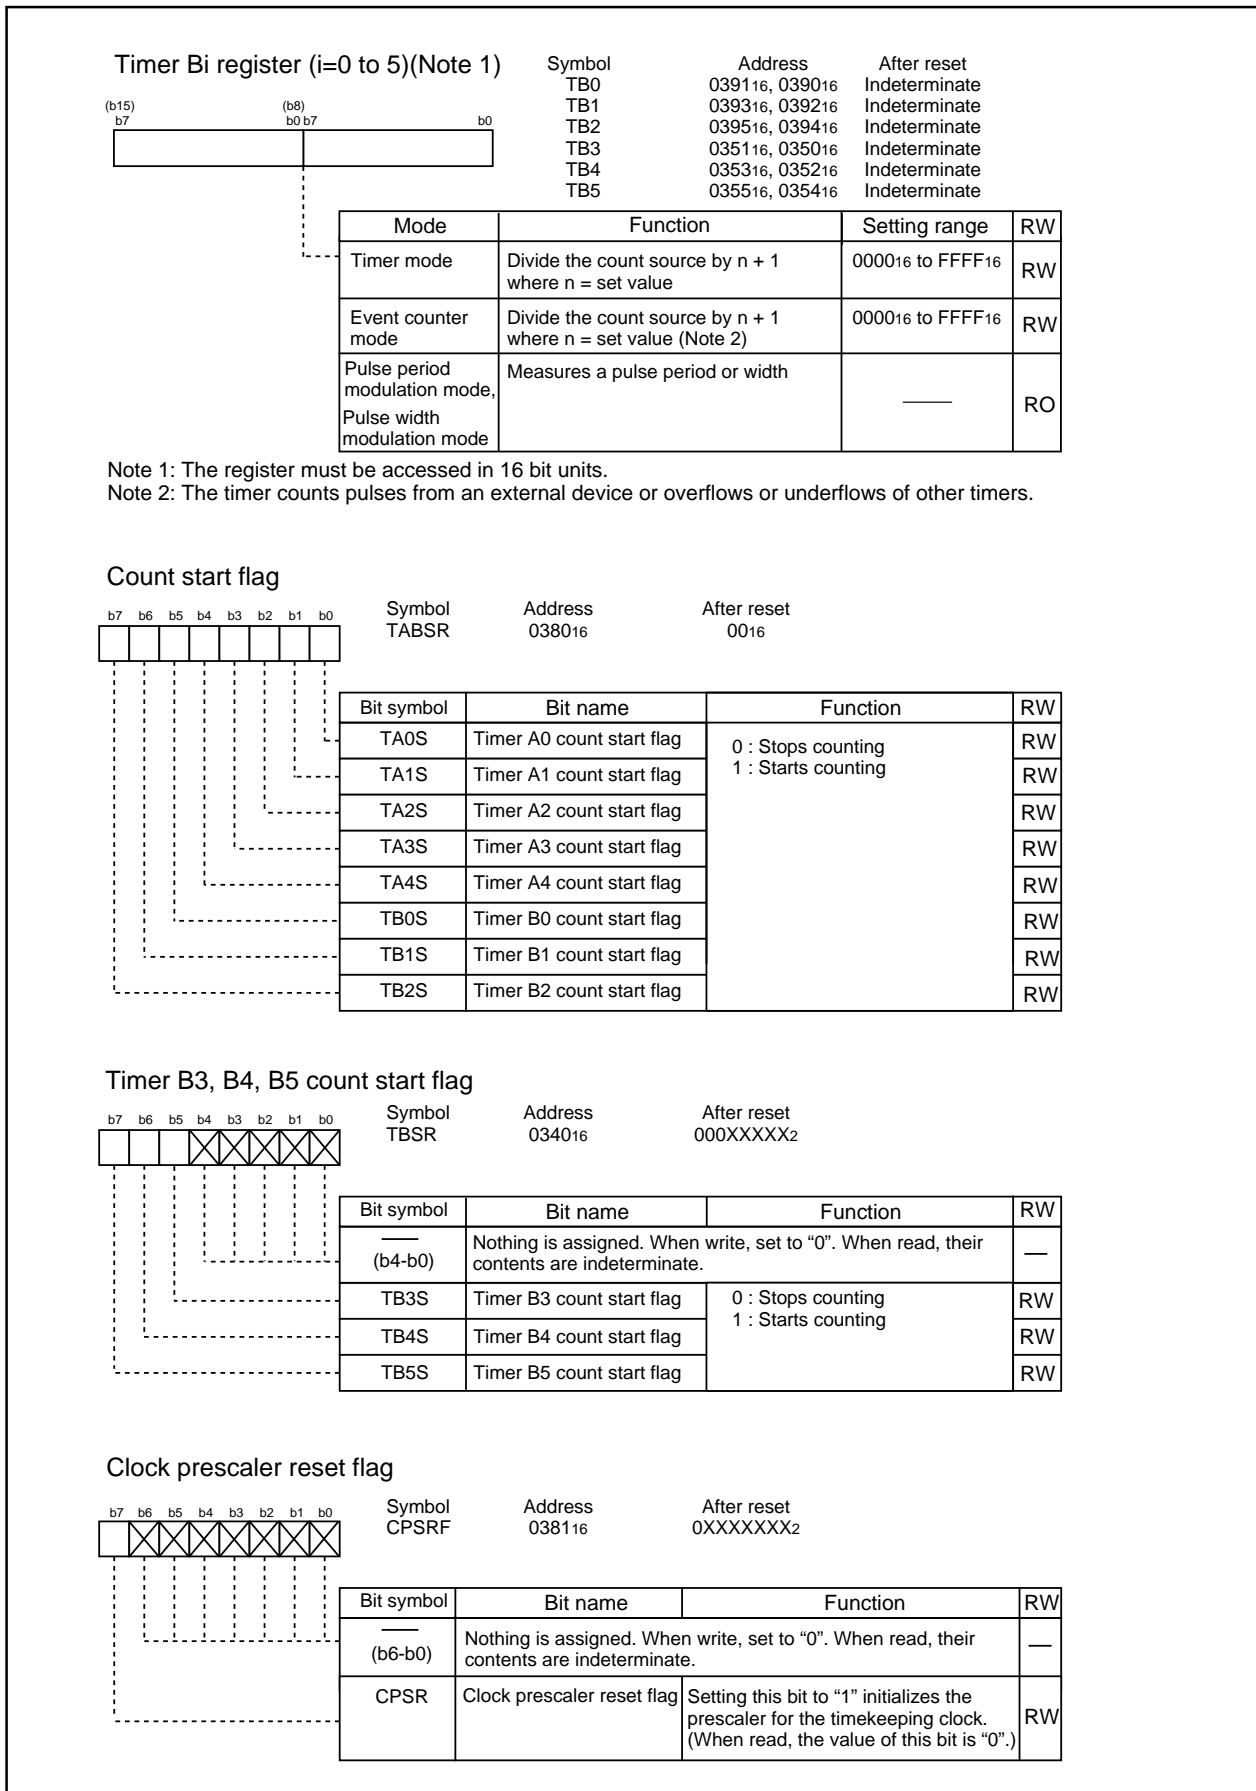 Timer Bi register (i=0 to 5)(Note 1)
Symbol Address After reset
TB0 039116, 039016 Indeterminate
TB1 039316, 039216 Indeterminate
TB2 039516, 039416 Indeterminate
TB3 035116, 035016 Indeterminate
TB4 035316, 035216 Indeterminate
TB5 035516, 035416 Indeterminate
(b15) (b8)
b7 b0 b7 b0
Mode Function Setting range RW
Timer mode Divide the count source by n + 1 000016 to FFFF16 RW
where n = set value
Event counter Divide the count source by n + 1 000016 to FFFF16 RW
mode where n = set value (Note 2)
Pulse period Measures a pulse period or width
modulation mode, RO
Pulse width
modulation mode
Note 1: The register must be accessed in 16 bit units.
Note 2: The timer counts pulses from an external device or overflows or underflows of other timers.
Count start flag
Symbol Address After reset
TABSR 038016 0016
b7 b6 b5 b4 b3 b2 b1 b0
Bit symbol Bit name Function RW
TA0S Timer A0 count start flag 0 : Stops counting RW
TA1S Timer A1 count start flag 1 : Starts counting RW
TA2S Timer A2 count start flag RW
TA3S Timer A3 count start flag RW
TA4S Timer A4 count start flag RW
TB0S Timer B0 count start flag RW
TB1S Timer B1 count start flag RW
TB2S Timer B2 count start flag RW
Timer B3, B4, B5 count start flag
Symbol Address After reset
TBSR 034016 000XXXXX2
b7 b6 b5 b4 b3 b2 b1 b0
Bit symbol Bit name Function RW
(b4-b0) Nothing is assigned. When write, set to “0”. When read, their —
contents are indeterminate.
TB3S Timer B3 count start flag 0 : Stops counting RW
TB4S Timer B4 count start flag 1 : Starts counting RW
TB5S Timer B5 count start flag RW
Clock prescaler reset flag
Symbol Address After reset
CPSRF 038116 0XXXXXXX2
b7 b6 b5 b4 b3 b2 b1 b0
Bit symbol Bit name Function RW
(b6-b0) Nothing is assigned. When write, set to “0”. When read, their —
contents are indeterminate.
CPSR Clock prescaler reset flag Setting this bit to “1” initializes the RW
prescaler for the timekeeping clock.
(When read, the value of this bit is “0”.)